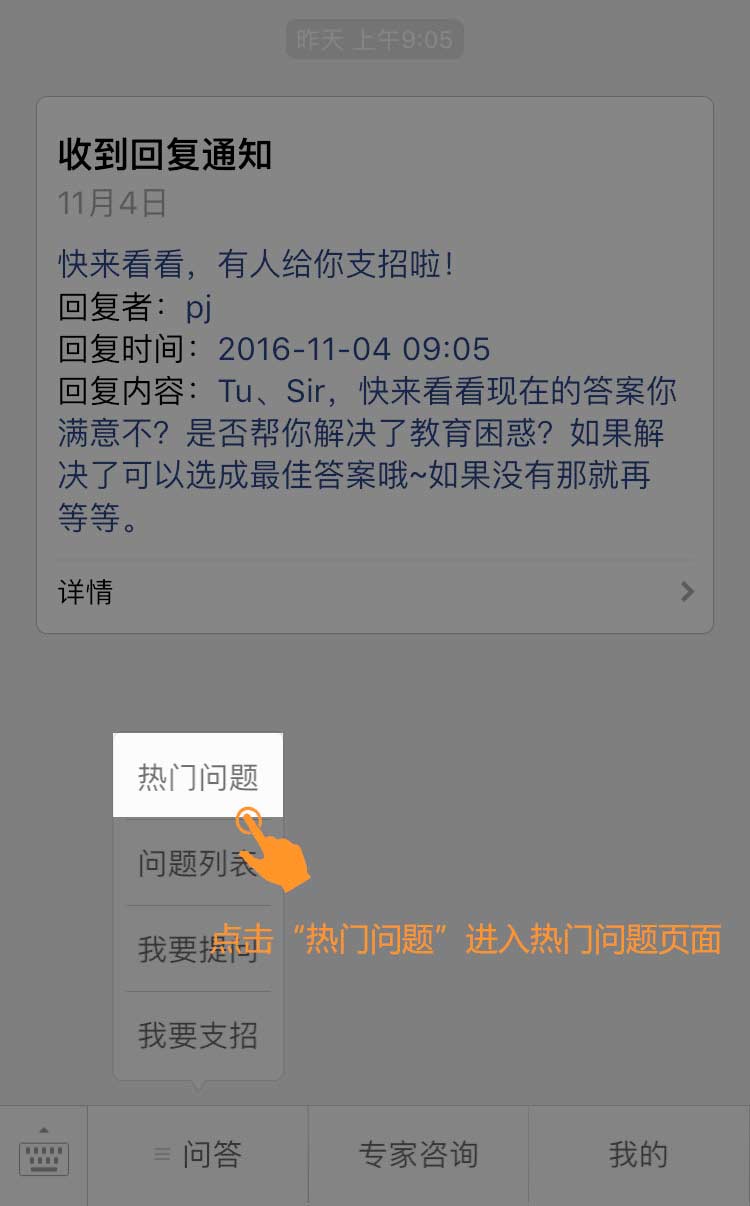 昨天 上午9:05
收到回复通知
11月4日
快来看看，有人给你支招啦！
回复者：pj
回复时间：2016-11-04 09:05
回复内容：Tu、Sir，快来看看现在的答案你
满意不？是否帮你解决了教育困惑？如果解
决了可以选成最佳答案哦~如果没有那就再
等等。
详情
热门问题
问题列表
点击“热门问题”进入热门问题页面
我要提问
我要支招
问答
专家咨询
我的